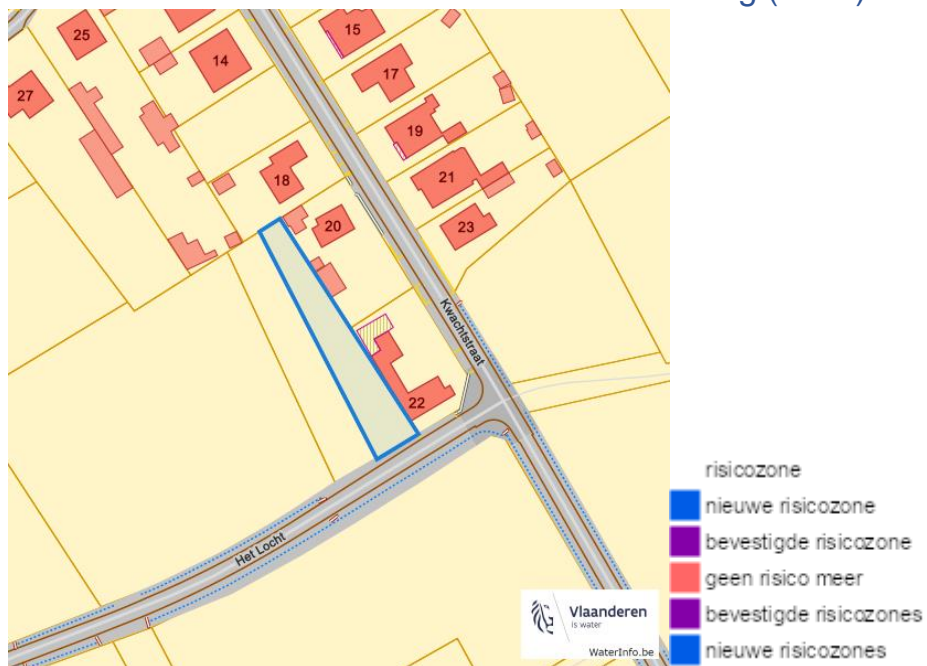 25
15
14
17
27
19
18
21
20
23
Kwachtstraat
22
Het Locht
risicozone
nieuwe risicozone
bevestigde risicozone
geen risico meer
bevestigde risicozones
nieuwe risicozones
Vlaanderen
is water
WaterInfo.be